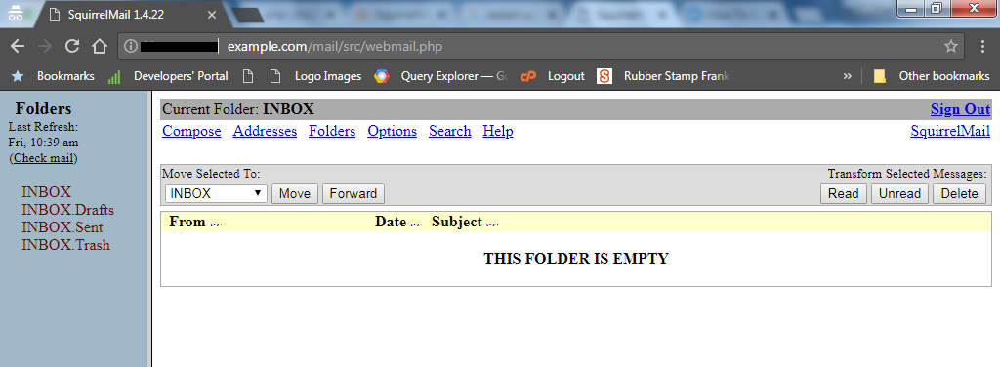 SquirrelMail 1.4.22
example.com/mail/src/webmail.php
Bookmarks Developers' Portal Logo Images Query Explorer — Logout Rubber Stamp Frank » Other bookmarks
Folders
Last Refresh:
Fri, 10:39 am
(Check mail)
INBOX
INBOX.Drafts
INBOX.Sent
INBOX.Trash
Current Folder: INBOX Sign Out
Compose Addresses Folders Options Search Help SquirrelMail
Move Selected To: Transform Selected Messages:
INBOX Move Forward Read Unread Delete
From Date Subject
THIS FOLDER IS EMPTY